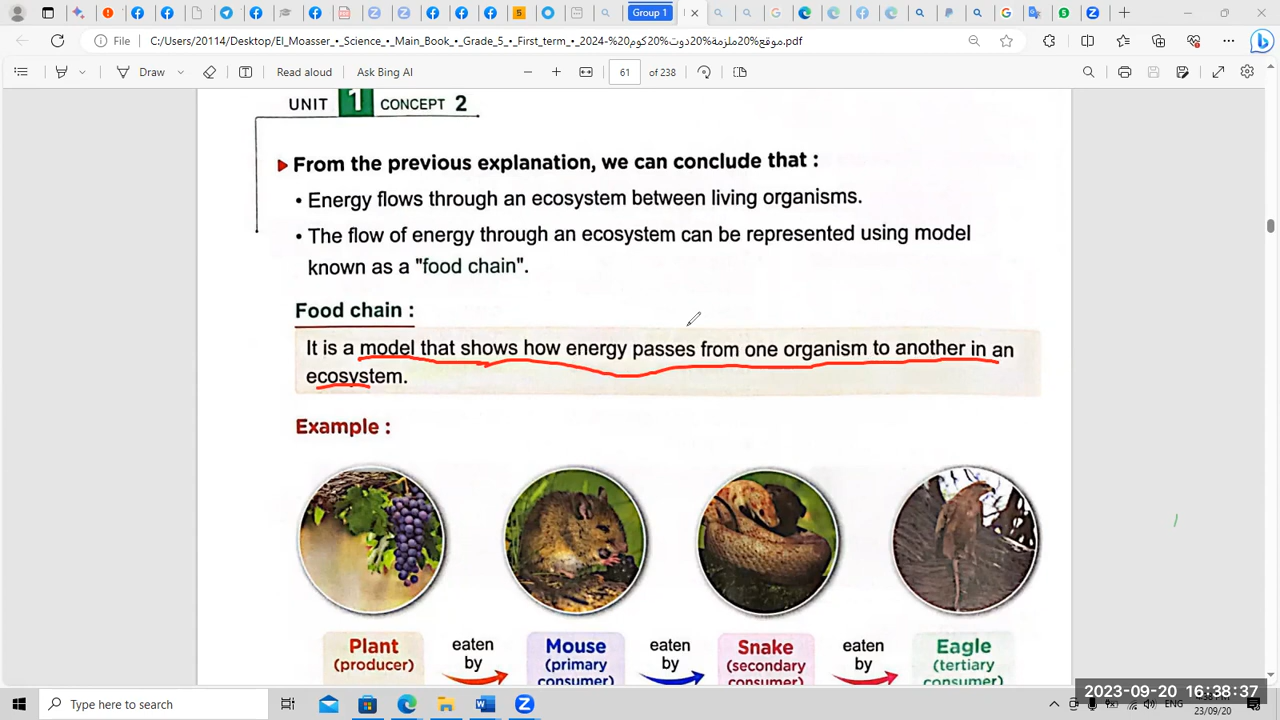 Group 1
File
C:/Users/20114/Desktop/El_Moasser_•_Science_•_Main_Book_•_Grade_5_•_First_term_•_2024-%20موقع%20ملزمة%20دوت%20كوم.pdf
Draw
Read aloud
Ask Bing AI
61
of 238
UNIT 1 CONCEPT 2
From the previous explanation, we can conclude that :
• Energy flows through an ecosystem between living organisms.
• The flow of energy through an ecosystem can be represented using model
known as a "food chain".
Food chain :
It is a model that shows how energy passes from one organism to another in an
ecosystem.
Example :
Plant
(producer)
eaten
by
Mouse
(primary
consumer)
eaten
by
Snake
(secondary
consumer)
eaten
by
Eagle
(tertiary
consumer)
Type here to search
ENG
23/09/20
2023-09-20 16:38:37